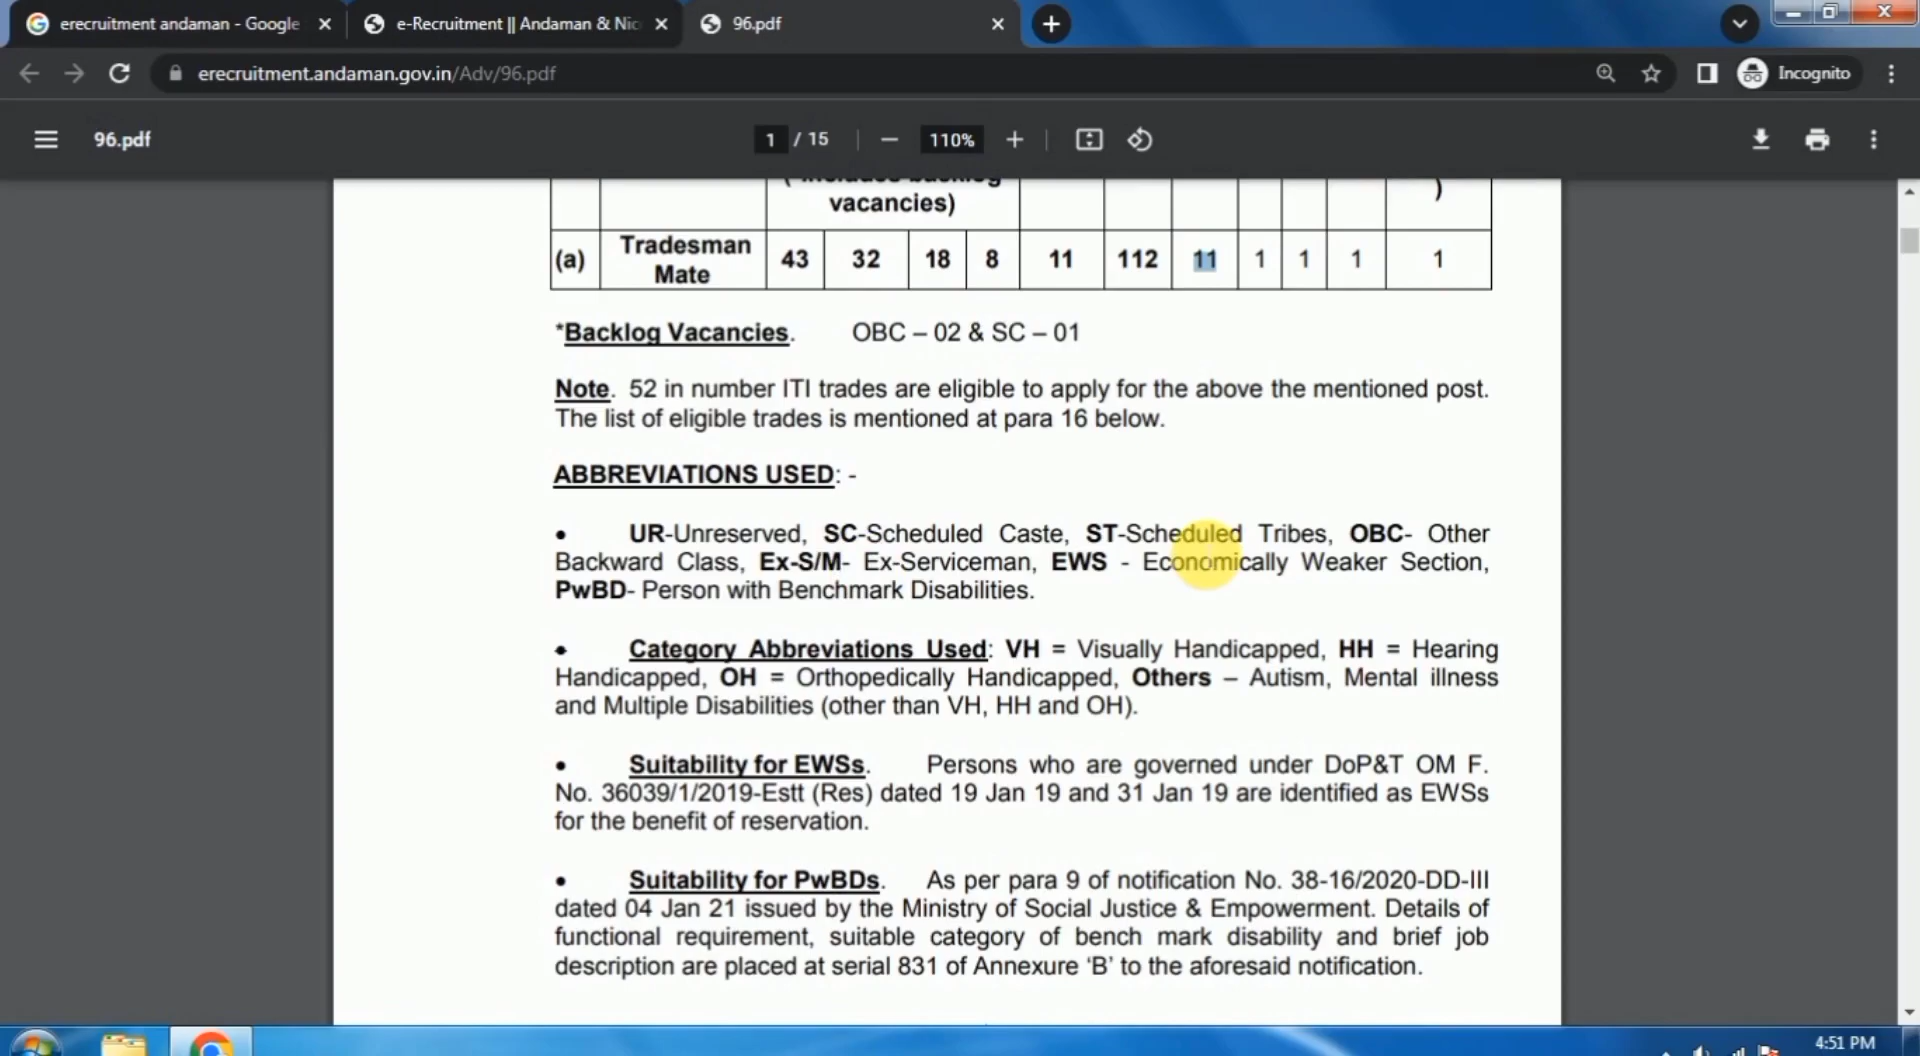 erecruitment andaman - Google
e-Recruitment || Andaman & Nic
96.pdf
erecruitment.andaman.gov.in/Adv/96.pdf
Incognito
96.pdf
1 / 15
110%
vacancies)
)
(a) Tradesman Mate 43 32 18 8 11 112 11 1 1 1 1
*Backlog Vacancies. OBC – 02 & SC – 01
Note. 52 in number ITI trades are eligible to apply for the above the mentioned post.
The list of eligible trades is mentioned at para 16 below.
ABBREVIATIONS USED: -
• UR-Unreserved, SC-Scheduled Caste, ST-Scheduled Tribes, OBC- Other
Backward Class, Ex-S/M- Ex-Serviceman, EWS - Economically Weaker Section,
PwBD- Person with Benchmark Disabilities.
• Category Abbreviations Used: VH = Visually Handicapped, HH = Hearing
Handicapped, OH = Orthopedically Handicapped, Others – Autism, Mental illness
and Multiple Disabilities (other than VH, HH and OH).
• Suitability for EWSs. Persons who are governed under DoP&T OM F.
No. 36039/1/2019-Estt (Res) dated 19 Jan 19 and 31 Jan 19 are identified as EWSs
for the benefit of reservation.
• Suitability for PwBDs. As per para 9 of notification No. 38-16/2020-DD-III
dated 04 Jan 21 issued by the Ministry of Social Justice & Empowerment. Details of
functional requirement, suitable category of bench mark disability and brief job
description are placed at serial 831 of Annexure ‘B’ to the aforesaid notification.
4:51 PM